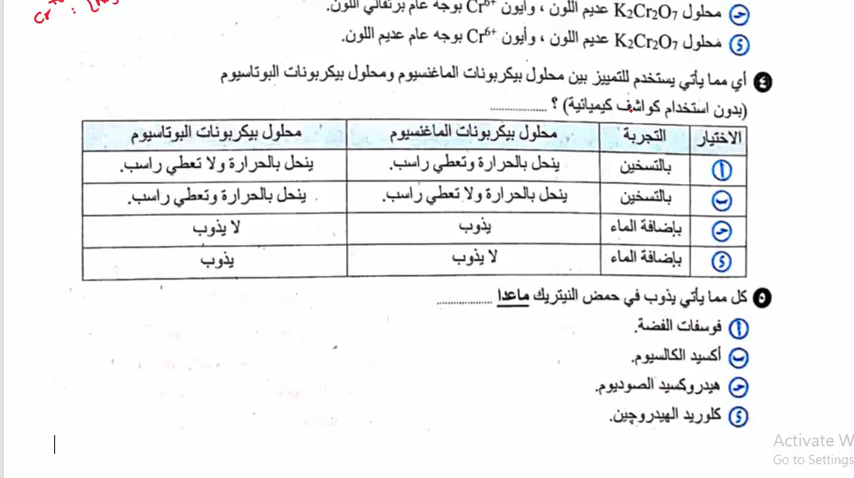 ⓙ محلول K2Cr2O7 عديم اللون ، وأيون Cr6+ بوجه عام برتقالي اللون.
ⓓ محلول K2Cr2O7 عديم اللون ، وأيون Cr6+ بوجه عام عديم اللون.
❹ أي مما يأتي يستخدم للتمييز بين محلول بيكربونات الماغنسيوم ومحلول بيكربونات البوتاسيوم
(بدون استخدام كواشف كيميائية) ؟ ............
الاختيار التجربة محلول بيكربونات الماغنسيوم محلول بيكربونات البوتاسيوم
أ بالتسخين ينحل بالحرارة وتعطي راسب. ينحل بالحرارة ولا تعطي راسب.
ب بالتسخين ينحل بالحرارة ولا تعطي راسب. ينحل بالحرارة وتعطي راسب.
ج بإضافة الماء يذوب لا يذوب
د بإضافة الماء لا يذوب يذوب
❺ كل مما يأتي يذوب في حمض النيتريك ماعدا ............
أ فوسفات الفضة.
ب أكسيد الكالسيوم.
ج هيدروكسيد الصوديوم.
د كلوريد الهيدروچين.
Activate W
Go to Settings